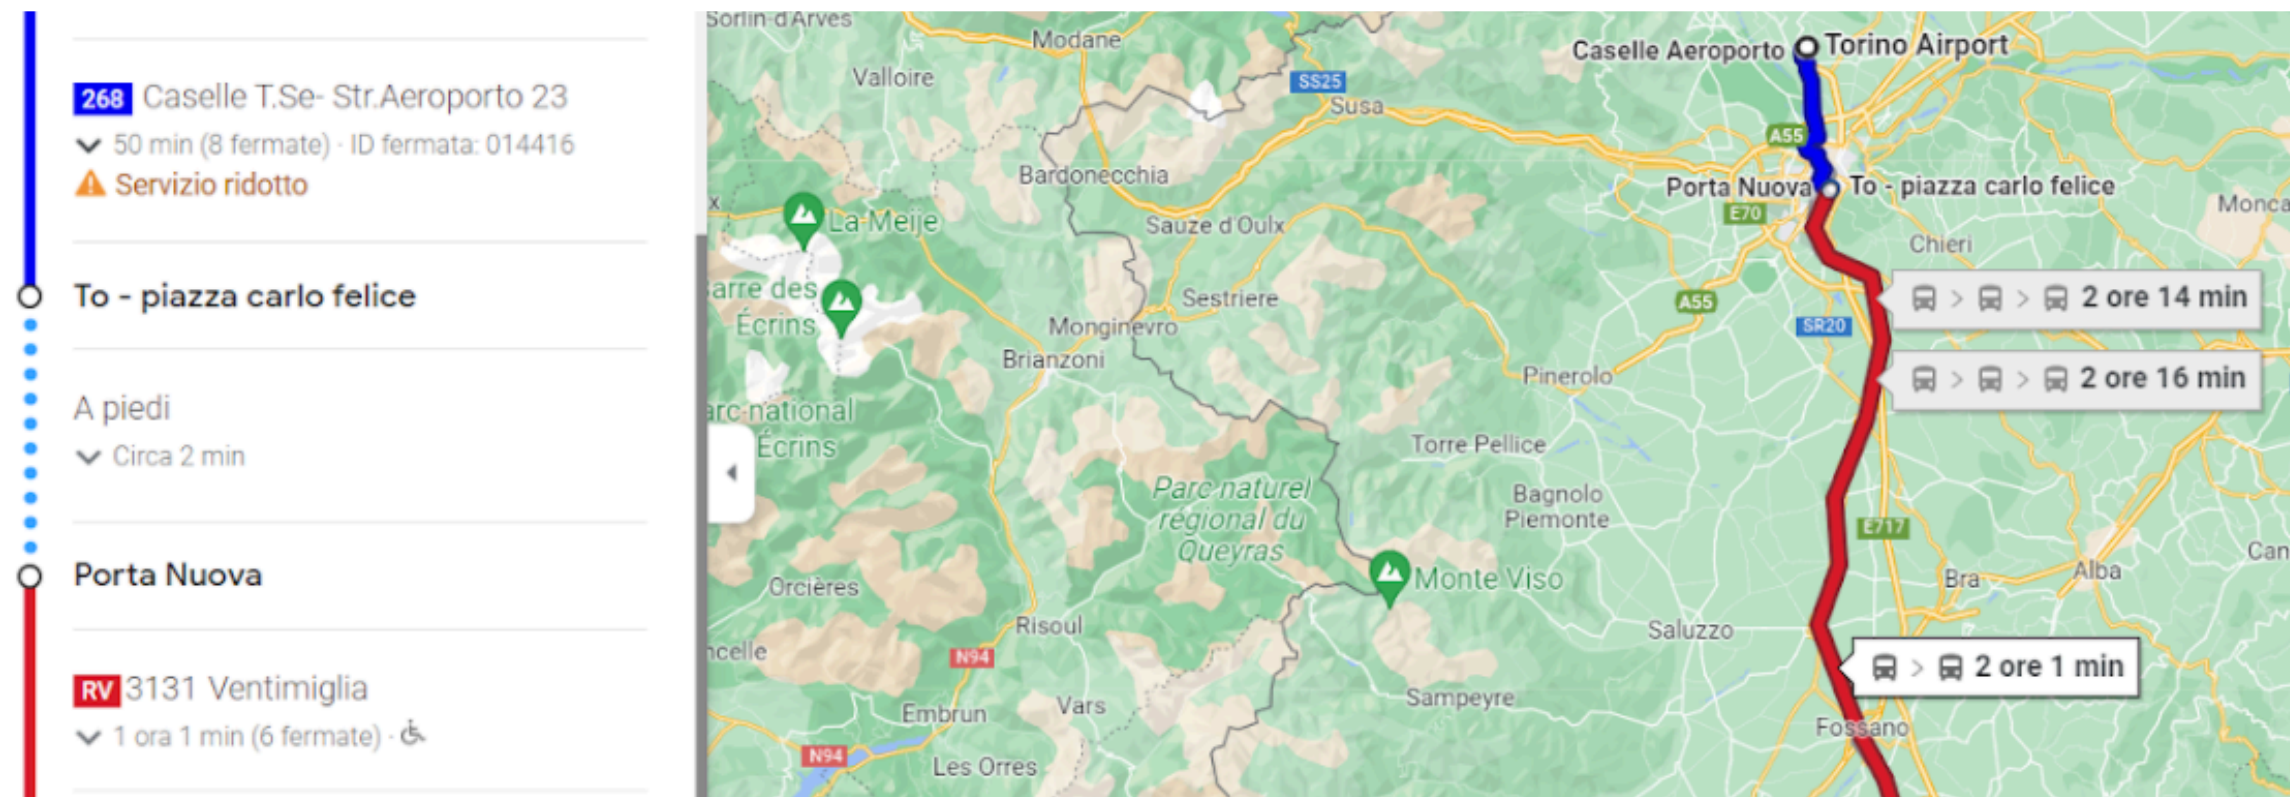 268 Caselle T.Se- Str.Aeroporto 23
50 min (8 fermate) · ID fermata: 014416
Servizio ridotto
To - piazza carlo felice
A piedi
Circa 2 min
Porta Nuova
RV 3131 Ventimiglia
1 ora 1 min (6 fermate) ·
Sorlin-d'Arves
Modane
Valloire
Caselle Aeroporto
Torino Airport
SS25
Susa
A55
Bardonecchia
Porta Nuova
To - piazza carlo felice
E70
La Meije
Sauze d'Oulx
Chieri
Sestriere
Écrins
Monginevro
Brianzoni
A55
SR20
2 ore 14 min
2 ore 16 min
Pinerolo
Écrins
Torre Pellice
Parc naturel
régional du
Queyras
Bagnolo
Piemonte
E717
Monte Viso
Bra
Alba
Orcières
Risoul
N94
Saluzzo
2 ore 1 min
Sampeyre
Vars
Embrun
Fossano
N94
Les Orres